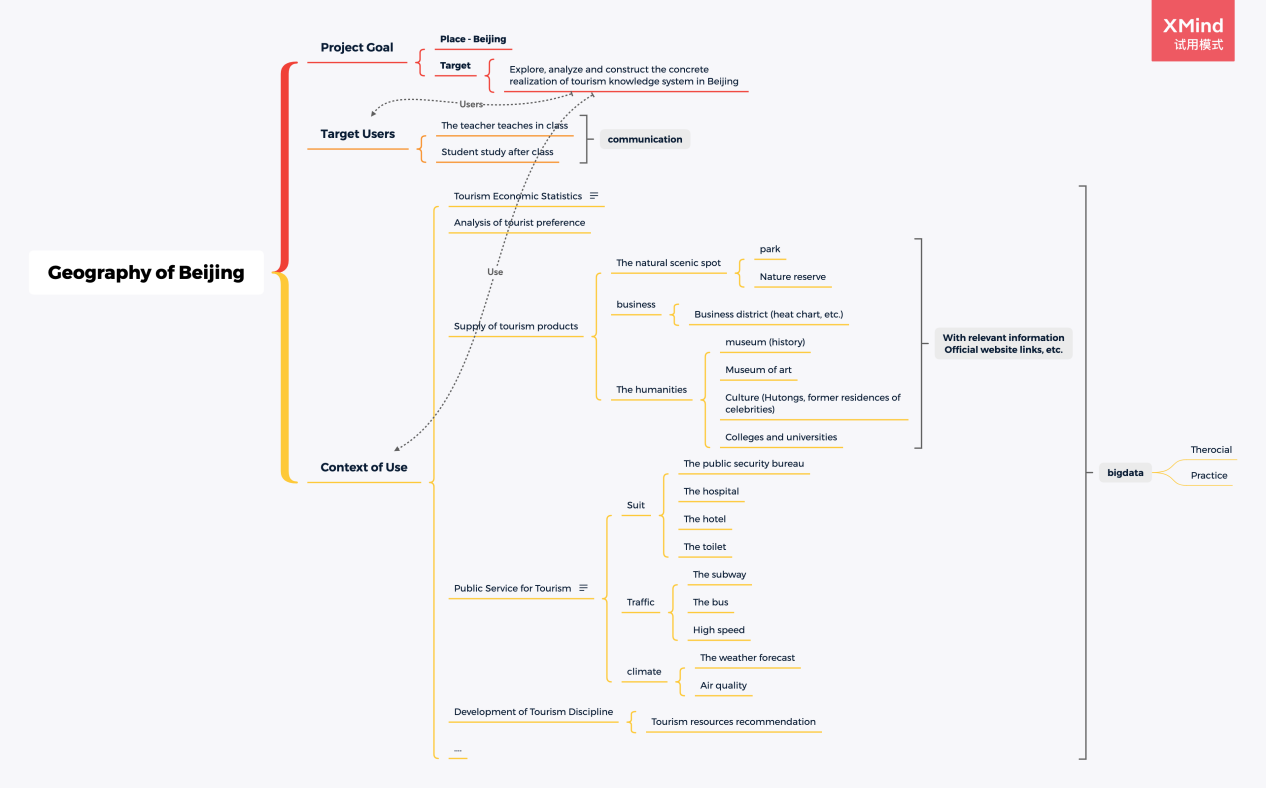 XMind
试用模式
Geography of Beijing
Project Goal
Place - Beijing
Target
Explore, analyze and construct the concrete
realization of tourism knowledge system in Beijing
Users
Target Users
The teacher teaches in class
Student study after class
communication
Use
Context of Use
Tourism Economic Statistics
Analysis of tourist preference
Supply of tourism products
The natural scenic spot
park
Nature reserve
business
Business district (heat chart, etc.)
The humanities
museum (history)
Museum of art
Culture (Hutongs, former residences of
celebrities)
Colleges and universities
With relevant information
Official website links, etc.
Public Service for Tourism
Suit
The public security bureau
The hospital
The hotel
The toilet
Traffic
The subway
The bus
High speed
climate
The weather forecast
Air quality
Development of Tourism Discipline
Tourism resources recommendation
....
bigdata
Therocial
Practice